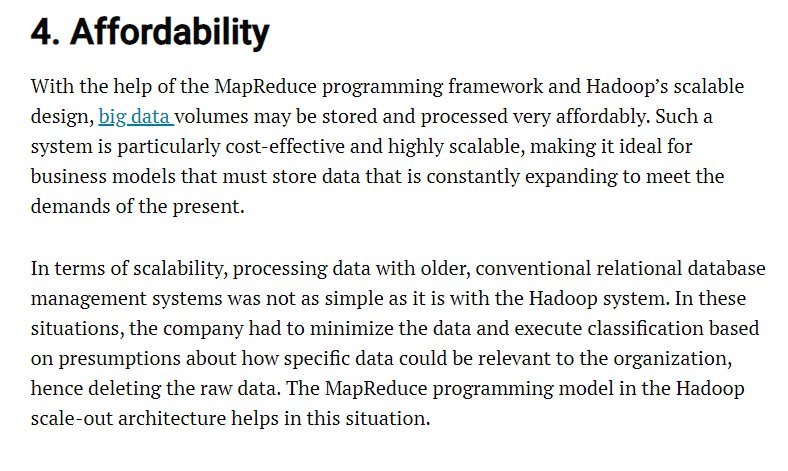 4. Affordability
With the help of the MapReduce programming framework and Hadoop’s scalable
design, big data volumes may be stored and processed very affordably. Such a
system is particularly cost-effective and highly scalable, making it ideal for
business models that must store data that is constantly expanding to meet the
demands of the present.
In terms of scalability, processing data with older, conventional relational database
management systems was not as simple as it is with the Hadoop system. In these
situations, the company had to minimize the data and execute classification based
on presumptions about how specific data could be relevant to the organization,
hence deleting the raw data. The MapReduce programming model in the Hadoop
scale-out architecture helps in this situation.